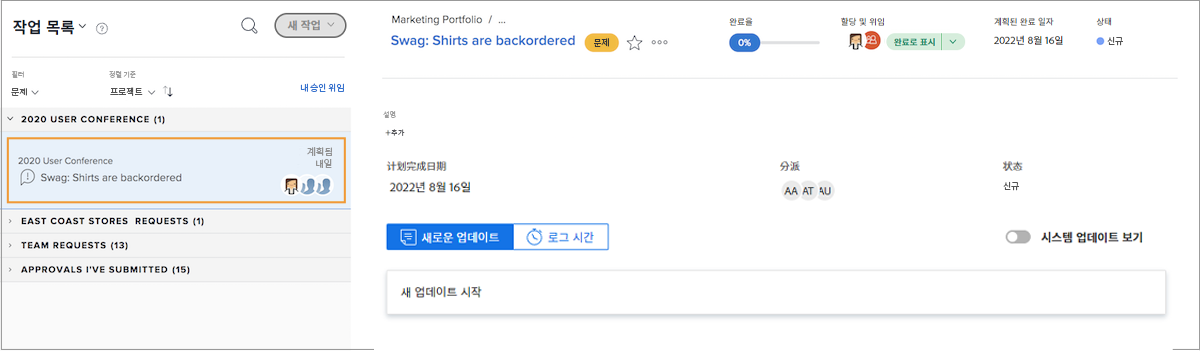 작업 목록
새 작업
필터
정렬 기준
문제
프로젝트
내 승인 위임
2020 USER CONFERENCE (1)
2020 User Conference
계획됨
내일
Swag: Shirts are backordered
EAST COAST STORES REQUESTS (1)
TEAM REQUESTS (13)
APPROVALS I'VE SUBMITTED (15)
Marketing Portfolio / ...
Swag: Shirts are backordered
문제
완료율
0%
할당 및 위임
완료로 표시
계획된 완료 일자
2022년 8월 16일
상태
신규
설명
+추가
计划完成日期
2022년 8월 16일
分派
AA AT AU
状态
신규
새로운 업데이트
로그 시간
시스템 업데이트 보기
새 업데이트 시작